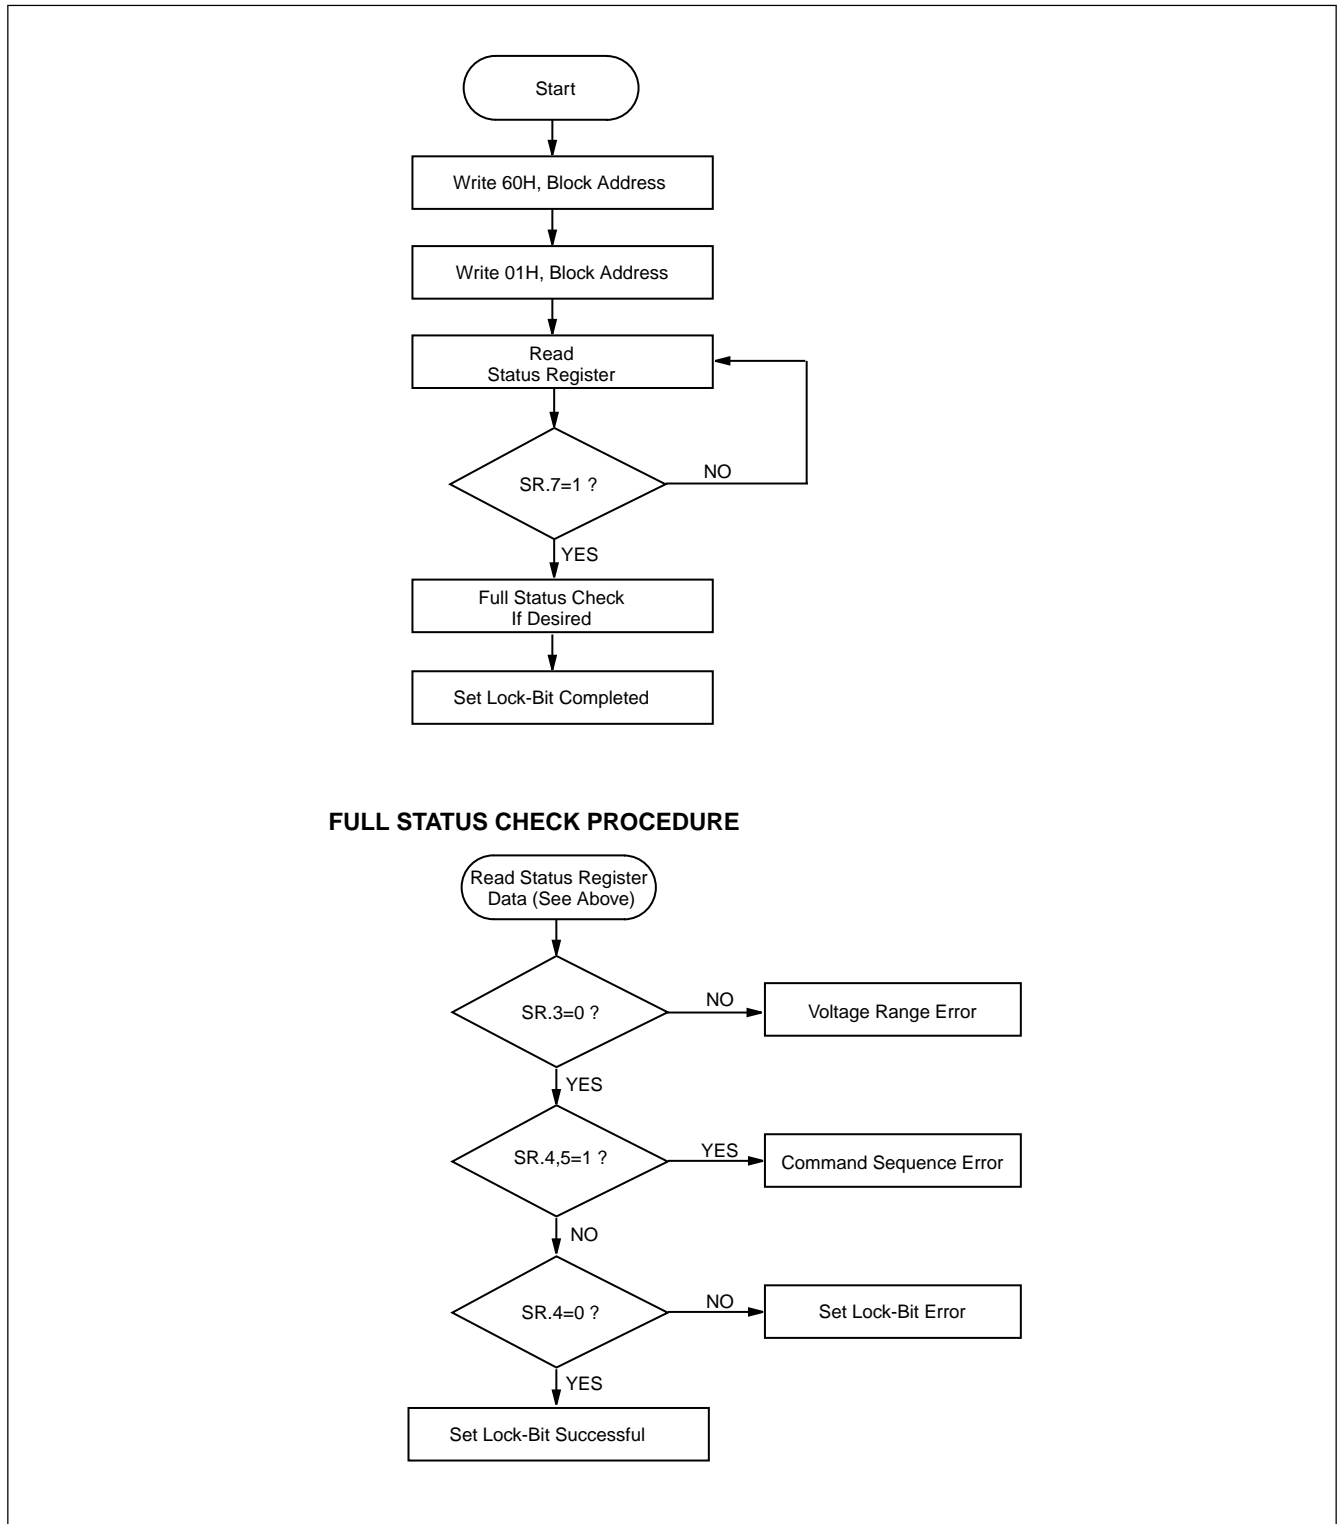 Start
Write 60H, Block Address
Write 01H, Block Address
Read
Status Register
SR.7=1 ?
NO
YES
Full Status Check
If Desired
Set Lock-Bit Completed
FULL STATUS CHECK PROCEDURE
Read Status Register
Data (See Above)
SR.3=0 ?
NO
Voltage Range Error
YES
SR.4,5=1 ?
YES
Command Sequence Error
NO
SR.4=0 ?
NO
Set Lock-Bit Error
YES
Set Lock-Bit Successful